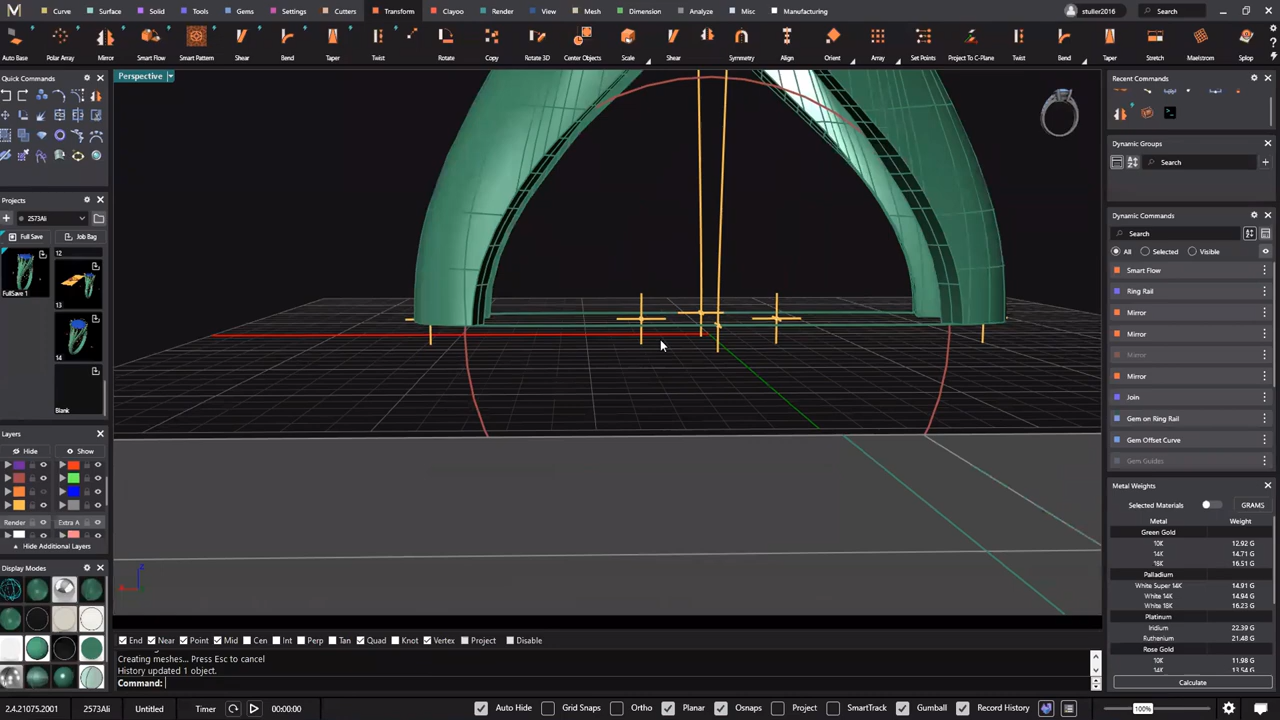 Curve Surface Solid Tools Gems Settings Cutters Transform Clayoo Render View Mesh Dimension Analyze Misc Manufacturing stuller2016 Search
Auto Base Polar Array Mirror Smart Flow Smart Pattern Shear Bend Taper Twist Rotate Copy Rotate 3D Center Objects Scale Shear Symmetry Align Orient Array Set Points Project To C-Plane Twist Bend Taper Stretch Maelstrom Splop
Quick Commands
Perspective
Recent Commands
Dynamic Groups
Search
Projects
2573Ali
Full Save Job Bag
12
FullSave 1
13
14
Blank
Dynamic Commands
Search
All Selected Visible
Smart Flow
Ring Rail
Mirror
Mirror
Mirror
Mirror
Join
Gem on Ring Rail
Gem Offset Curve
Gem Guides
Layers
Hide Show
Render Extra A
Hide Additional Layers
Display Modes
Metal Weights
Selected Materials GRAMS
Metal Weight
Green Gold
10K 12.92 G
14K 14.71 G
18K 16.51 G
Palladium
White Super 14K 14.91 G
White 14K 14.94 G
White 18K 16.23 G
Platinum
Iridium 22.39 G
Ruthenium 21.48 G
Rose Gold
10K 11.98 G
14K 13.54 G
Calculate
z
End Near Point Mid Cen Int Perp Tan Quad Knot Vertex Project Disable
Creating meshes... Press Esc to cancel
History updated 1 object.
Command:
2.4.21075.2001 2573Ali Untitled Timer 00:00:00 Auto Hide Grid Snaps Ortho Planar Osnaps Project SmartTrack Gumball Record History 100%